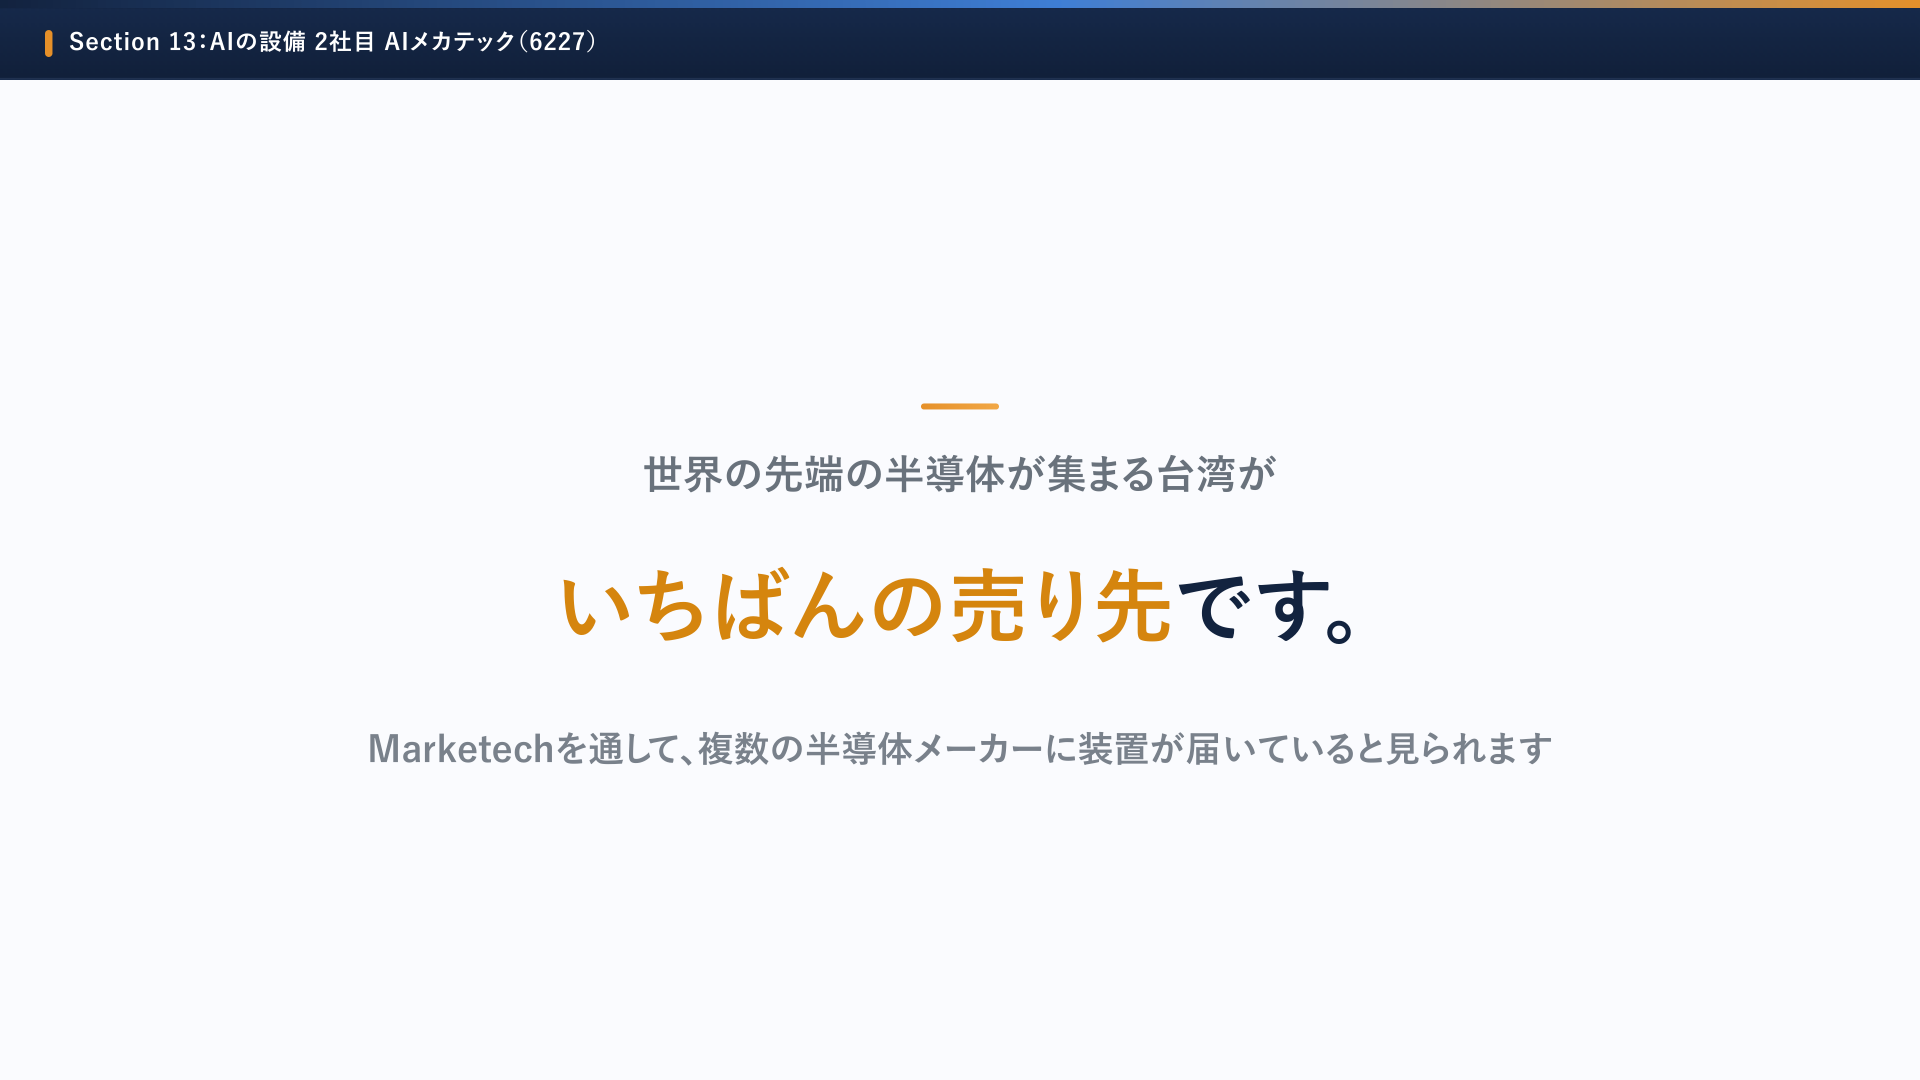 Section 13：AIの設備 2社目 AIメカテック（6227）
世界の先端の半導体が集まる台湾が
いちばんの売り先です。
Marketechを通して、複数の半導体メーカーに装置が届いていると見られます